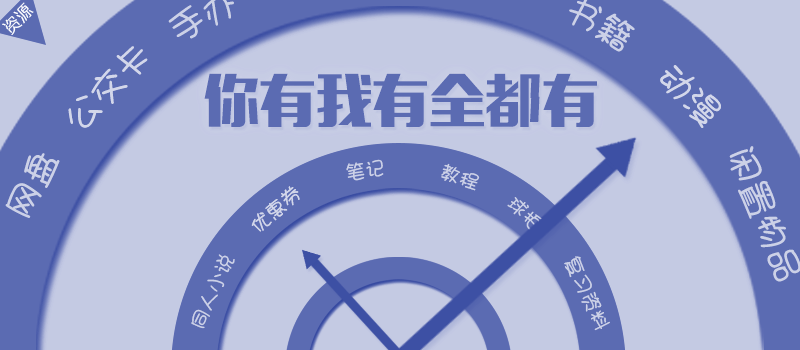 资源
网盘
公交卡
手办
书籍
动漫
闲置物品
你有我有全都有
同人小说
优惠券
笔记
教程
复习资料